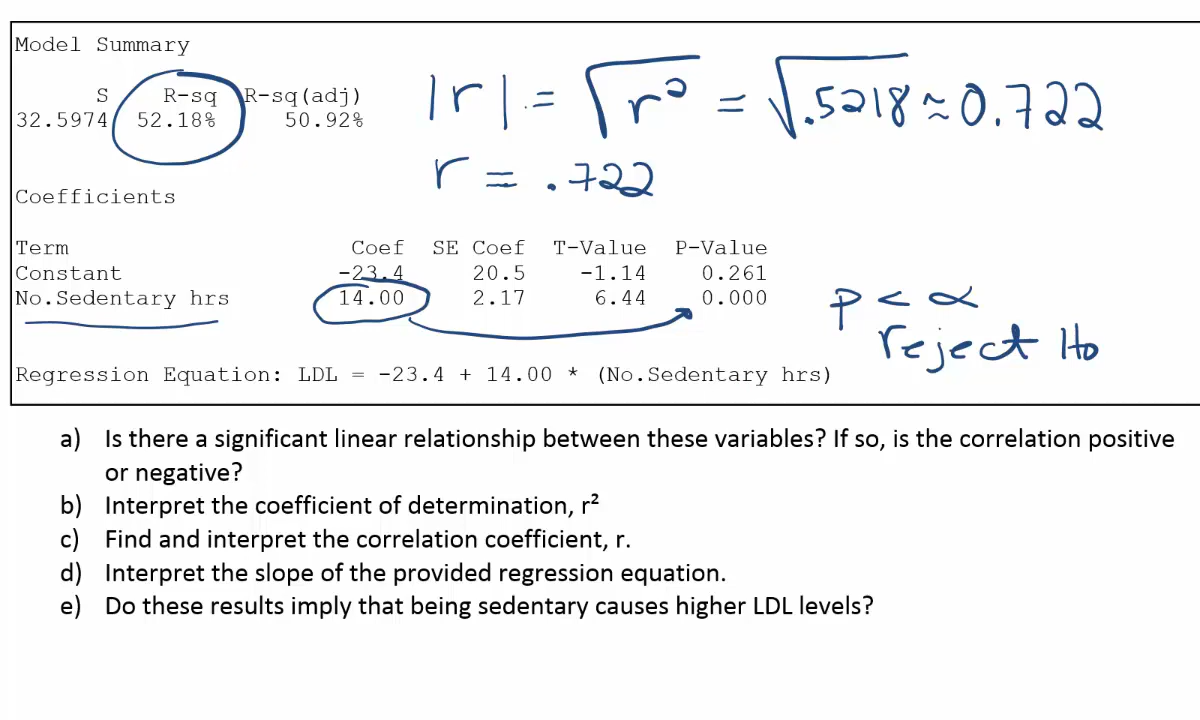 Model Summary
S R-sq R-sq(adj)
32.5974 52.18% 50.92%
|r| = √r² = √.5218 ≈ 0.722
r = .722
Coefficients
Term Coef SE Coef T-Value P-Value
Constant -23.4 20.5 -1.14 0.261
No.Sedentary hrs 14.00 2.17 6.44 0.000
p < α
reject H₀
Regression Equation: LDL = -23.4 + 14.00 * (No.Sedentary hrs)
a) Is there a significant linear relationship between these variables? If so, is the correlation positive
or negative?
b) Interpret the coefficient of determination, r²
c) Find and interpret the correlation coefficient, r.
d) Interpret the slope of the provided regression equation.
e) Do these results imply that being sedentary causes higher LDL levels?